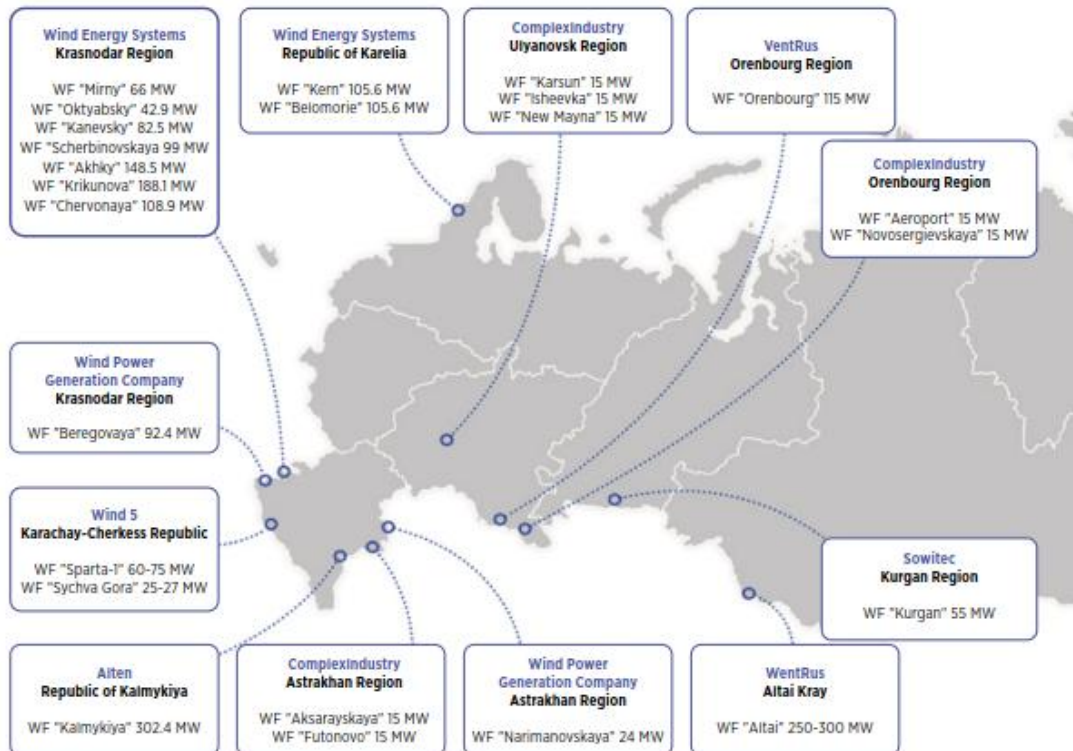 Wind Energy Systems
Krasnodar Region
WF "Mirny" 66 MW
WF "Oktyabsky" 42.9 MW
WF "Kanevsky" 82.5 MW
WF "Scherbinovskaya 99 MW
WF "Akhky" 148.5 MW
WF "Krikunova" 188.1 MW
WF "Chervonaya" 108.9 MW
Wind Energy Systems
Republic of Karelia
WF "Kern" 105.6 MW
WF "Belomorie" 105.6 MW
ComplexIndustry
Ulyanovsk Region
WF "Karsun" 15 MW
WF "Isheevka" 15 MW
WF "New Mayna" 15 MW
VentRus
Orenbourg Region
WF "Orenbourg" 115 MW
ComplexIndustry
Orenbourg Region
WF "Aeroport" 15 MW
WF "Novosergievskaya" 15 MW
Wind Power
Generation Company
Krasnodar Region
WF "Beregovaya" 92.4 MW
Wind 5
Karachay-Cherkess Republic
WF "Sparta-1" 60-75 MW
WF "Sychva Gora" 25-27 MW
Sowitec
Kurgan Region
WF "Kurgan" 55 MW
Alten
Republic of Kalmykiya
WF "Kalmykiya" 302.4 MW
ComplexIndustry
Astrakhan Region
WF "Aksarayskaya" 15 MW
WF "Futonovo" 15 MW
Wind Power
Generation Company
Astrakhan Region
WF "Narimanovskaya" 24 MW
WentRus
Altai Kray
WF "Altai" 250-300 MW